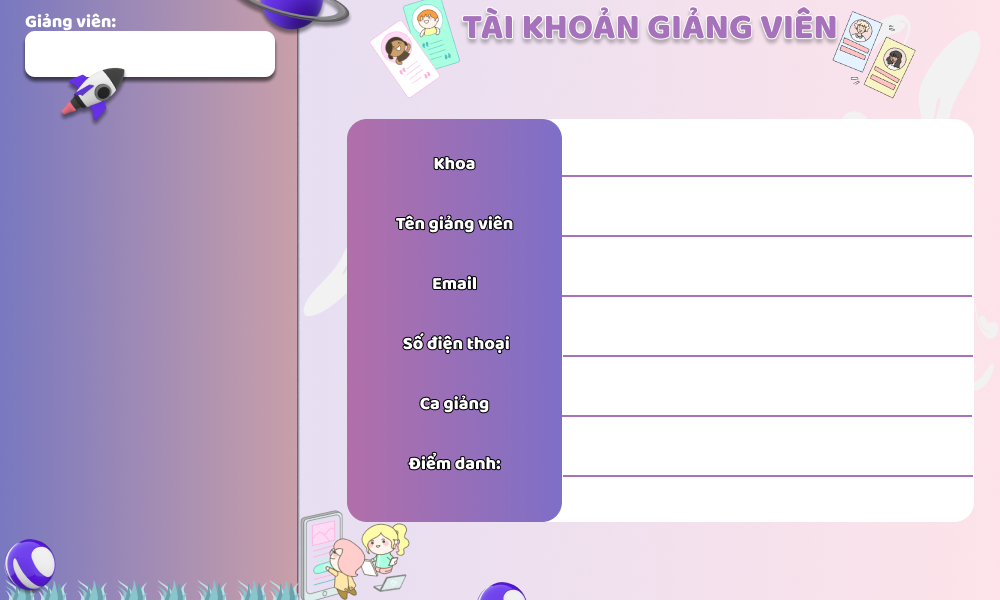 Giảng viên:
TÀI KHOẢN GIẢNG VIÊN
Khoa
Tên giảng viên
Email
Số điện thoại
Ca giảng
Điểm danh: